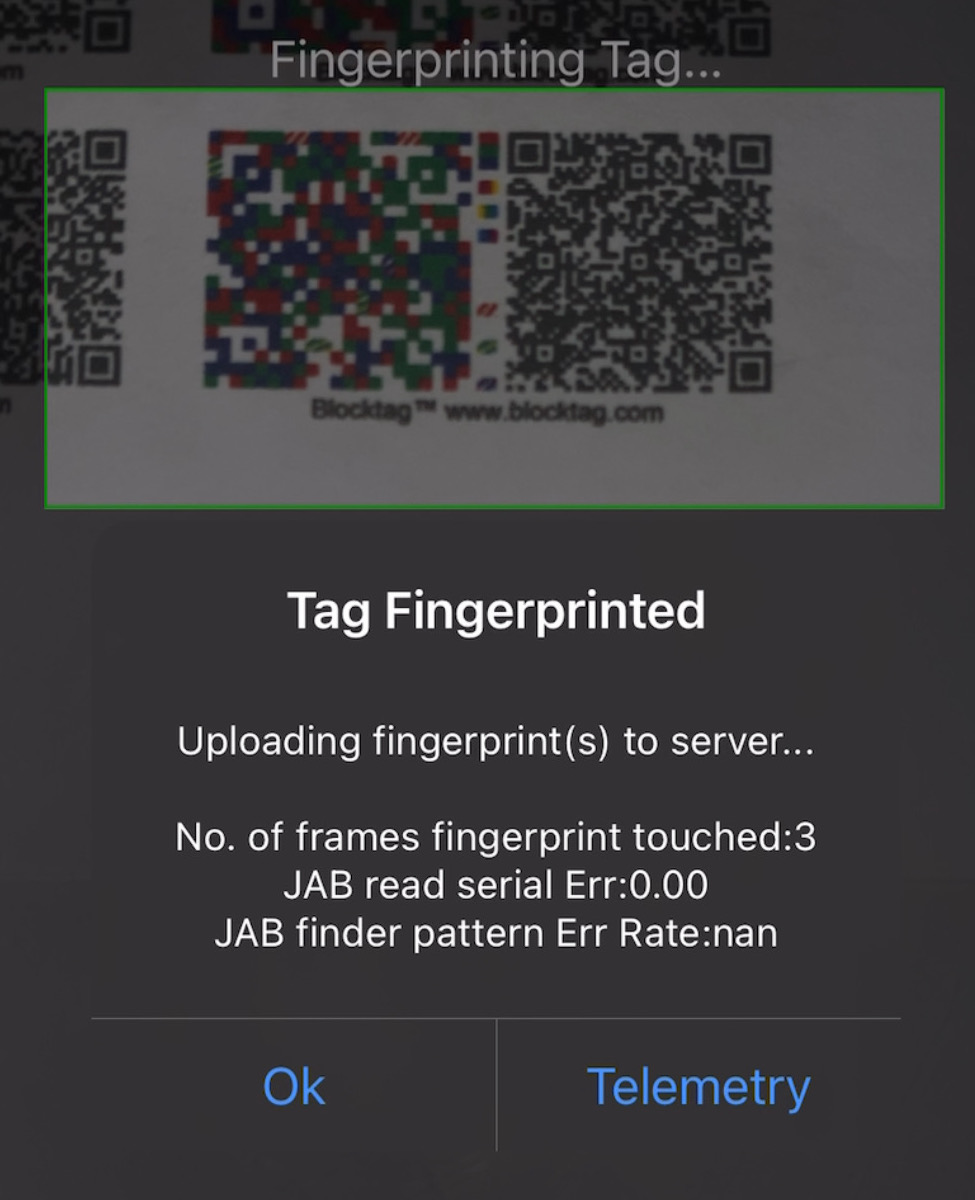 Fingerprinting Tag...
Blocktag™ www.blocktag.com
Tag Fingerprinted
Uploading fingerprint(s) to server...
No. of frames fingerprint touched:3
JAB read serial Err:0.00
JAB finder pattern Err Rate:nan
Ok
Telemetry